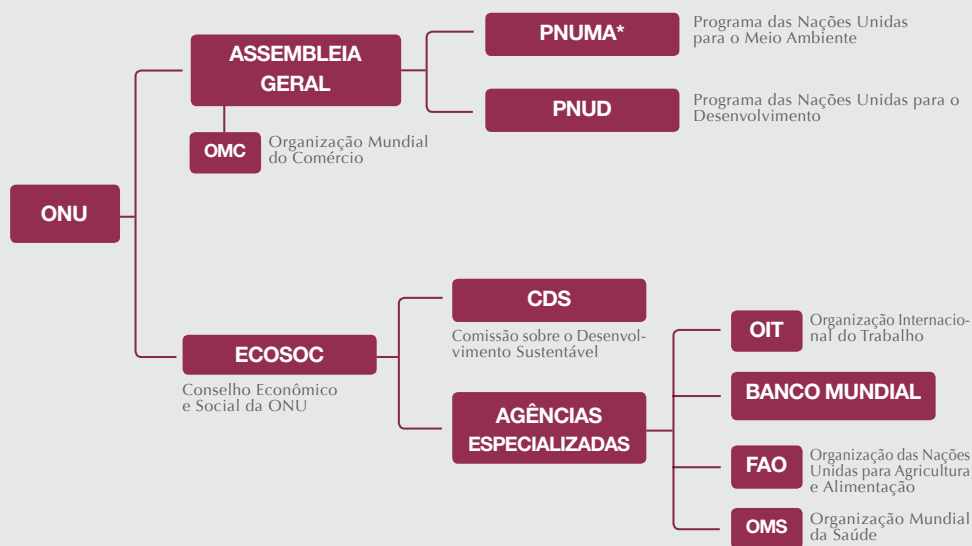 PNUMA*
Programa das Nações Unidas
para o Meio Ambiente
ASSEMBLEIA
GERAL
PNUD
Programa das Nações Unidas para o
Desenvolvimento
OMC
Organização Mundial
do Comércio
ONU
CDS
Comissão sobre o Desenvol-
vimento Sustentável
ECOSOC
Conselho Econômico
e Social da ONU
AGÊNCIAS
ESPECIALIZADAS
OIT
Organização Internacio-
nal do Trabalho
BANCO MUNDIAL
FAO
Organização das Nações
Unidas para Agricultura
e Alimentação
OMS
Organização Mundial
da Saúde